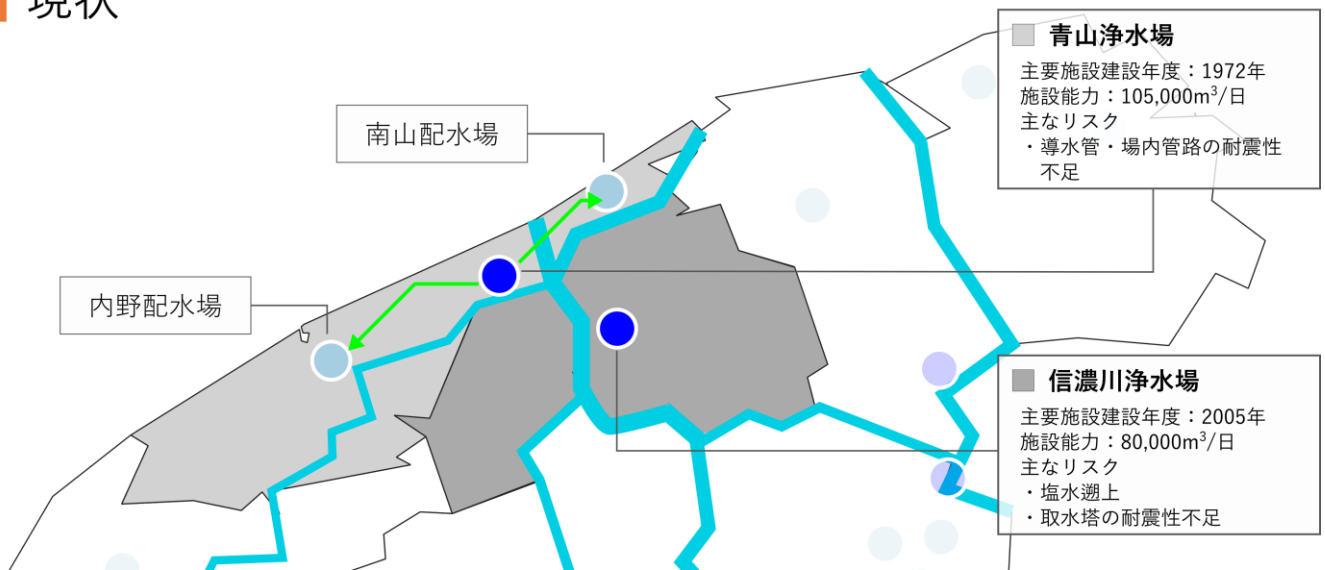 現状
青山浄水場
主要施設建設年度：1972年
施設能力：105,000m³/日
主なリスク
・導水管・場内管路の耐震性
不足
南山配水場
内野配水場
信濃川浄水場
主要施設建設年度：2005年
施設能力：80,000m³/日
主なリスク
・塩水遡上
・取水塔の耐震性不足